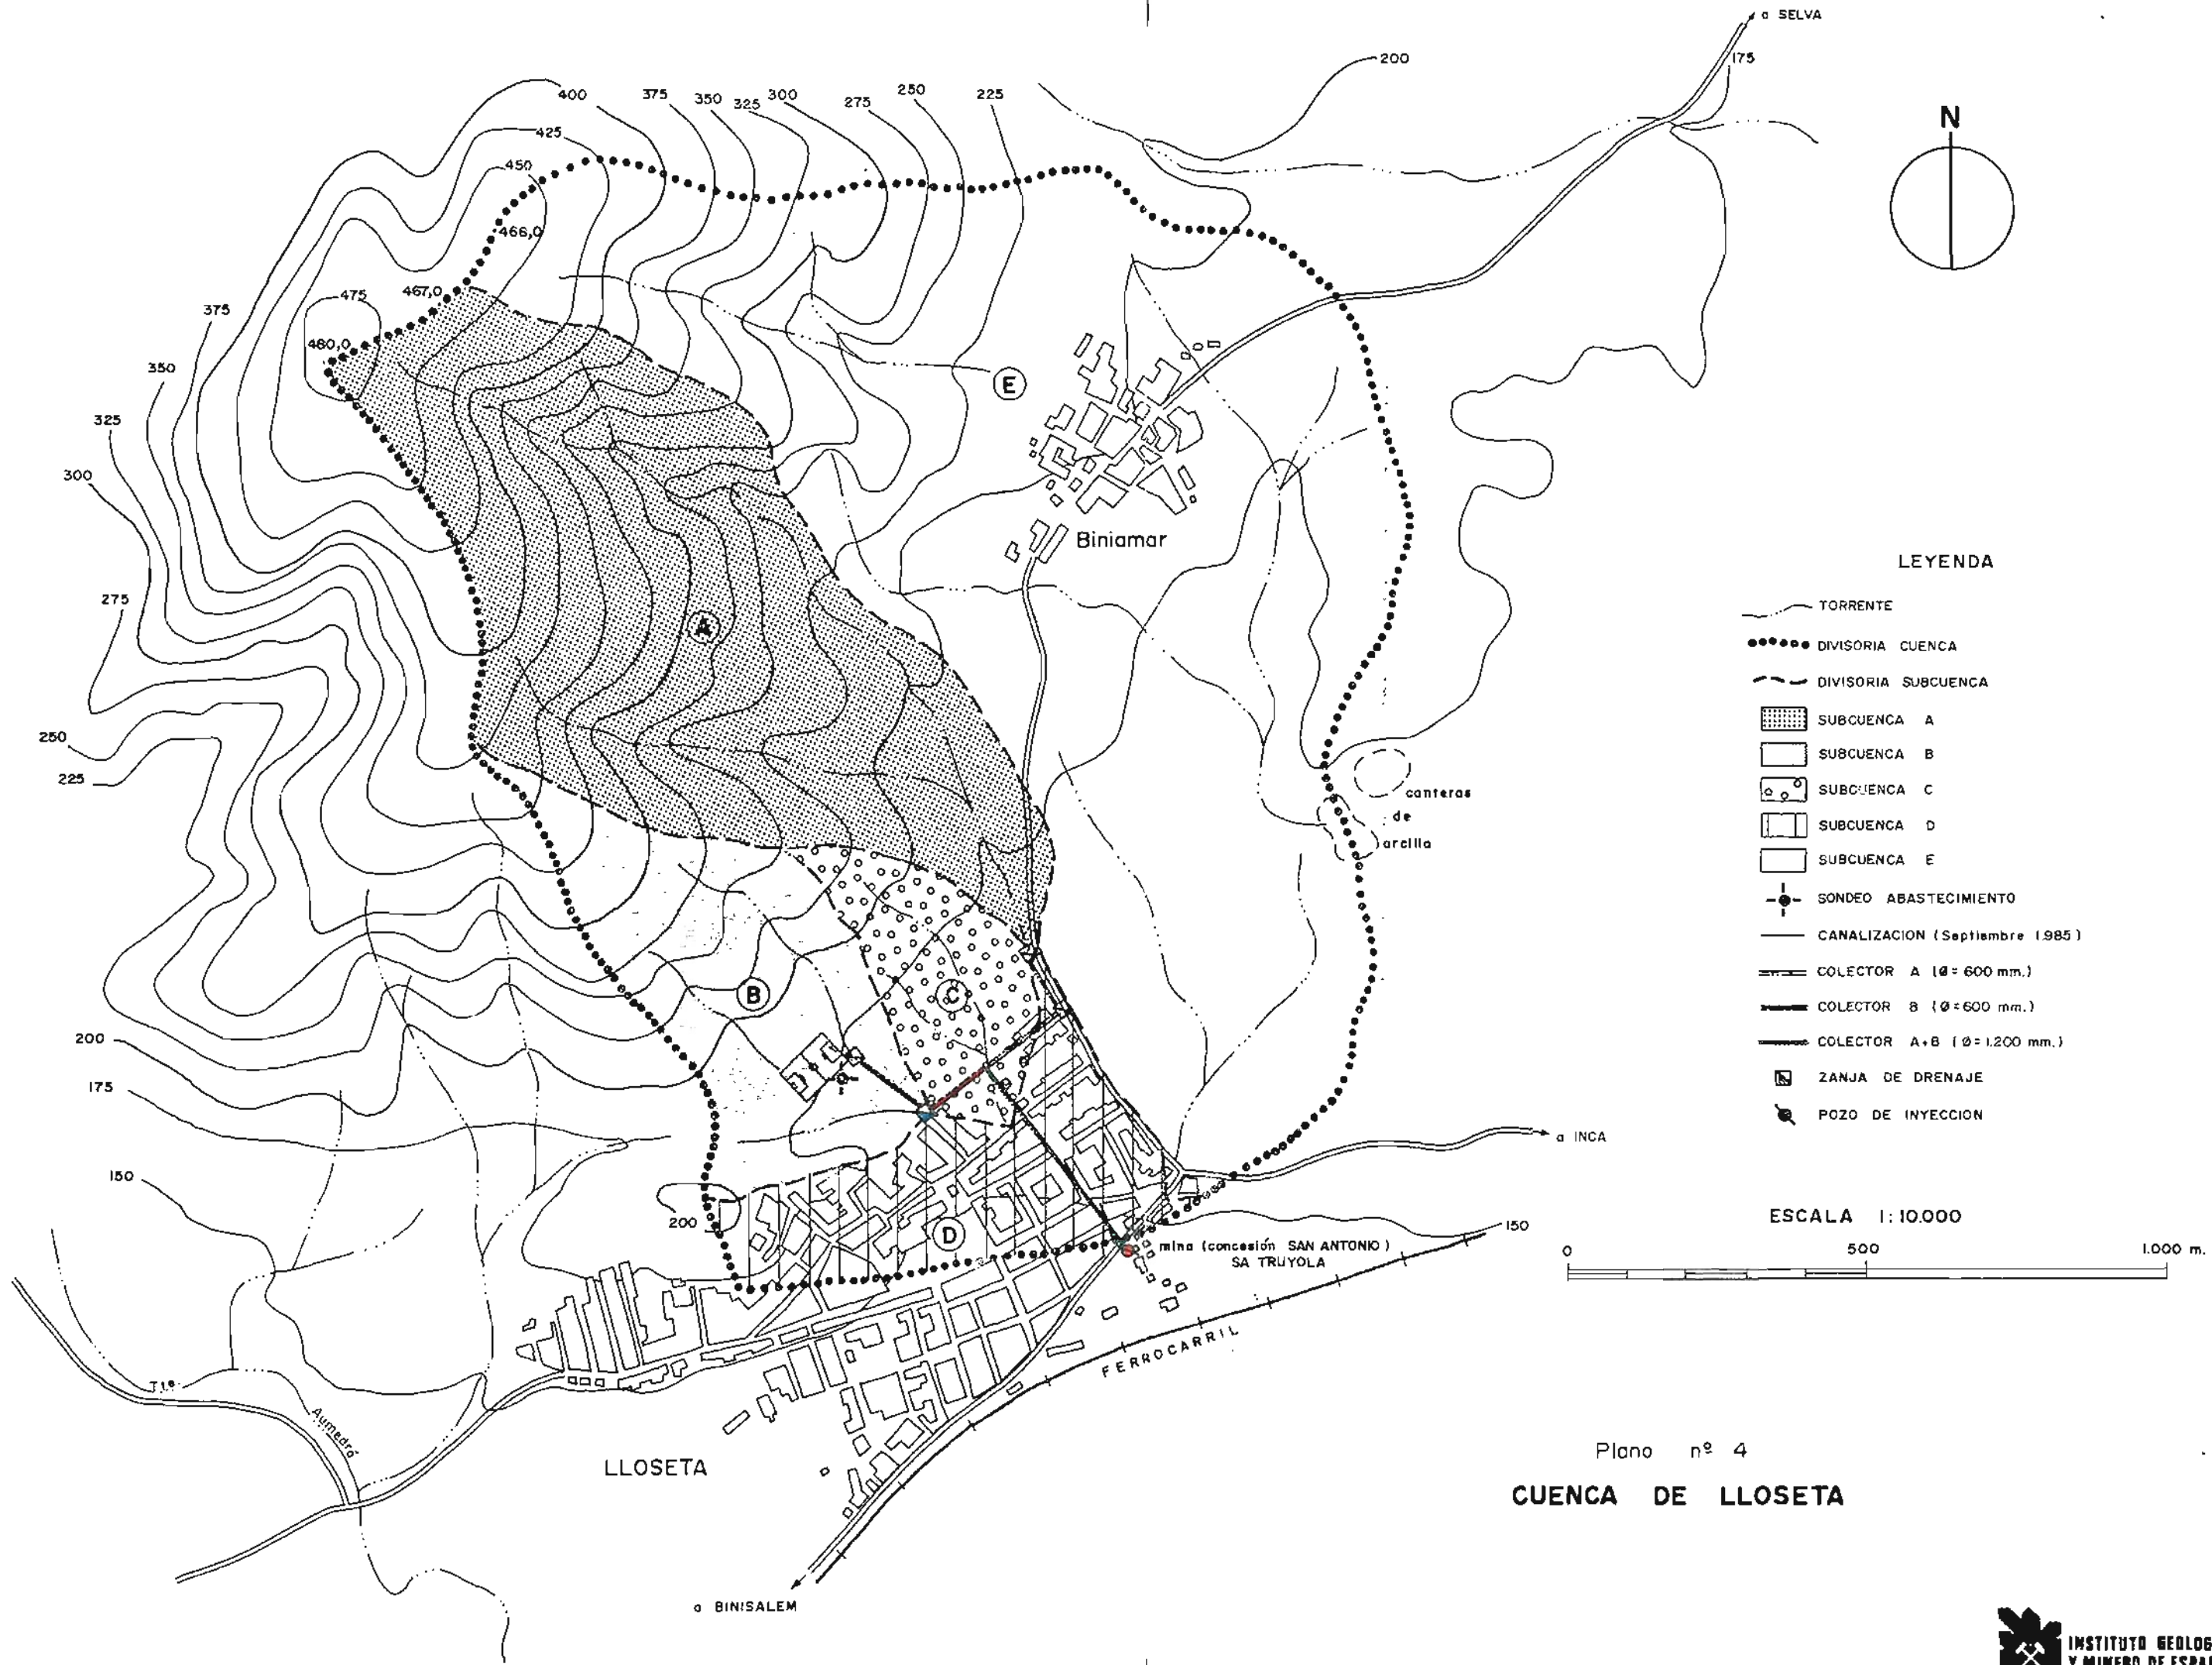 a SELVA
200
175
400
375
350
325
300
275
250
225
425
450
466,0
N
467,0
475
480,0
375
350
325
300
275
250
225
200
175
150
E
Biniamar
A
B
C
D
canteras
de
arcilla
200
a INCA
150
mina (concesión SAN ANTONIO)
SA TRUYOLA
FERROCARRIL
Aumedrá
LLOSETA
a BINISALEM
LEYENDA
TORRENTE
DIVISORIA CUENCA
DIVISORIA SUBCUENCA
SUBCUENCA A
SUBCUENCA B
SUBCUENCA C
SUBCUENCA D
SUBCUENCA E
SONDEO ABASTECIMIENTO
CANALIZACION (Septiembre 1.985)
COLECTOR A (Ø= 600 mm.)
COLECTOR B (Ø=600 mm.)
COLECTOR A+B (Ø=1.200 mm.)
ZANJA DE DRENAJE
POZO DE INYECCION
ESCALA 1:10.000
0 500 1.000 m.
Plano nº 4
CUENCA DE LLOSETA
INSTITUTO GEOLOG
Y MINERO DE ESPA